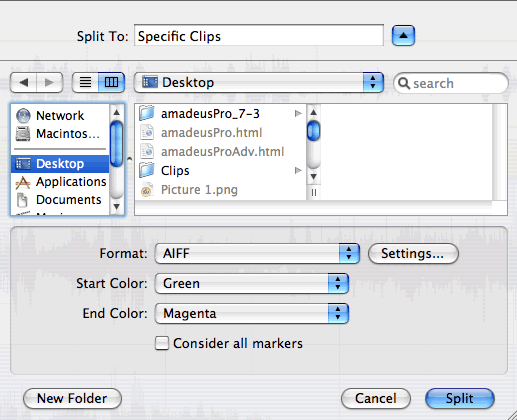 Split To: Specific Clips
Desktop
search
Network
Macintos...
Desktop
Applications
Documents
amadeusPro_7-3
amadeusPro.html
amadeusProAdv.html
Clips
Picture 1.png
Format: AIFF Settings...
Start Color: Green
End Color: Magenta
Consider all markers
New Folder Cancel Split